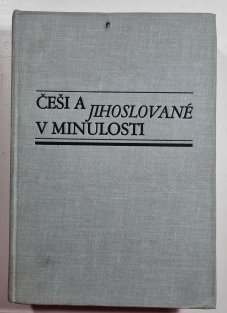 ČEŠI A JIHOSLOVANÉ
V MINULOSTI